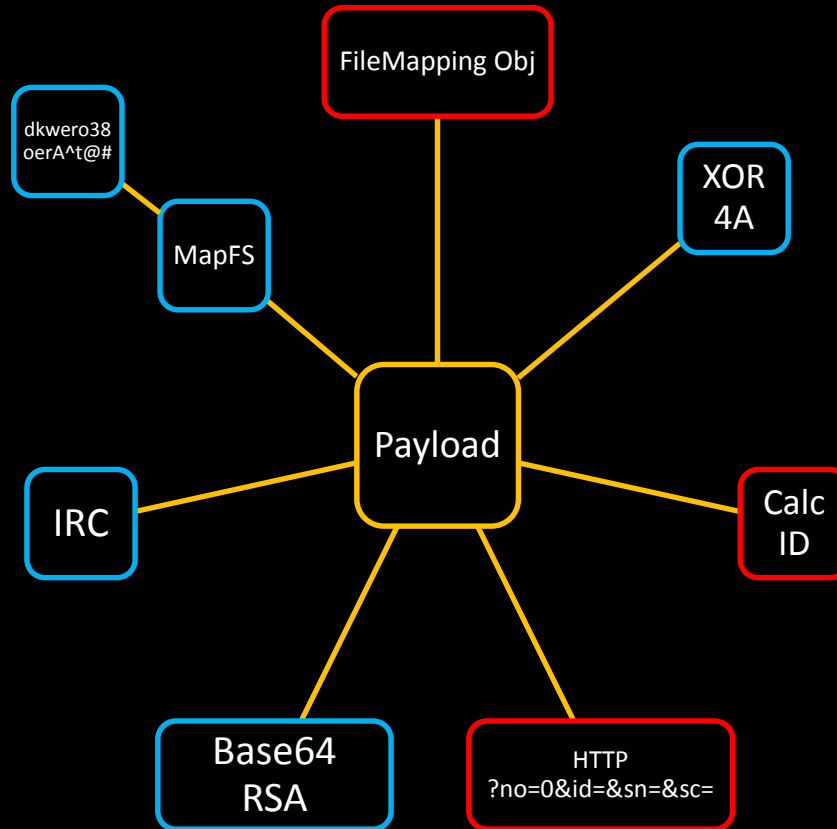 FileMapping Obj
dkwero38
oerA^t@#
XOR
4A
MapFS
Payload
IRC
Calc
ID
Base64
RSA
HTTP
?no=0&id=&sn=&sc=